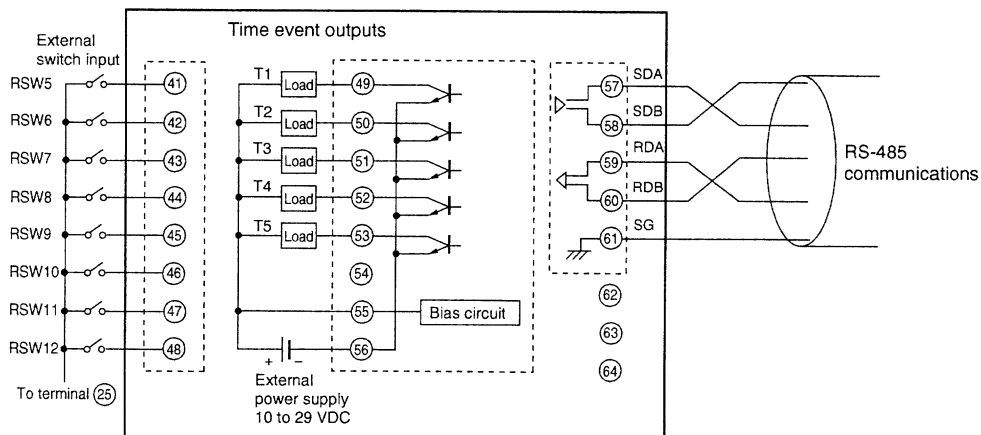 Time event outputs
External
switch input
RSW5 41 T1 Load 49 57 SDA
RSW6 42 T2 Load 50 58 SDB
RSW7 43 T3 Load 51 59 RDA
RSW8 44 T4 Load 52 60 RDB
RSW9 45 T5 Load 53 61 SG
RS-485
communications
RSW10 46 54 62
RSW11 47 55 Bias circuit 63
RSW12 48 + − 56 64
To terminal 25
External
power supply
10 to 29 VDC